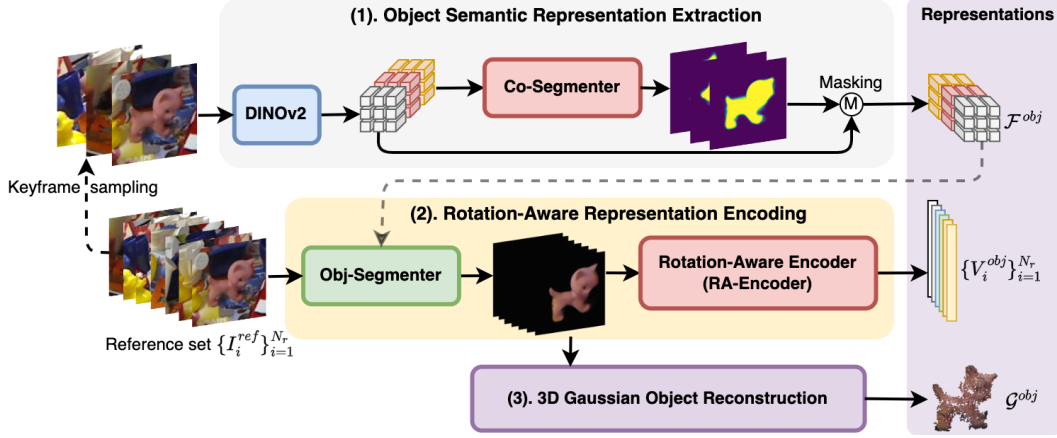 (1). Object Semantic Representation Extraction
Representations
DINOv2
Co-Segmenter
Masking
M
$\mathcal{F}^{obj}$
Keyframe sampling
(2). Rotation-Aware Representation Encoding
Obj-Segmenter
Rotation-Aware Encoder
(RA-Encoder)
$\{V_i^{obj}\}_{i=1}^{N_r}$
Reference set $\{I_i^{ref}\}_{i=1}^{N_r}$
(3). 3D Gaussian Object Reconstruction
$\mathcal{G}^{obj}$